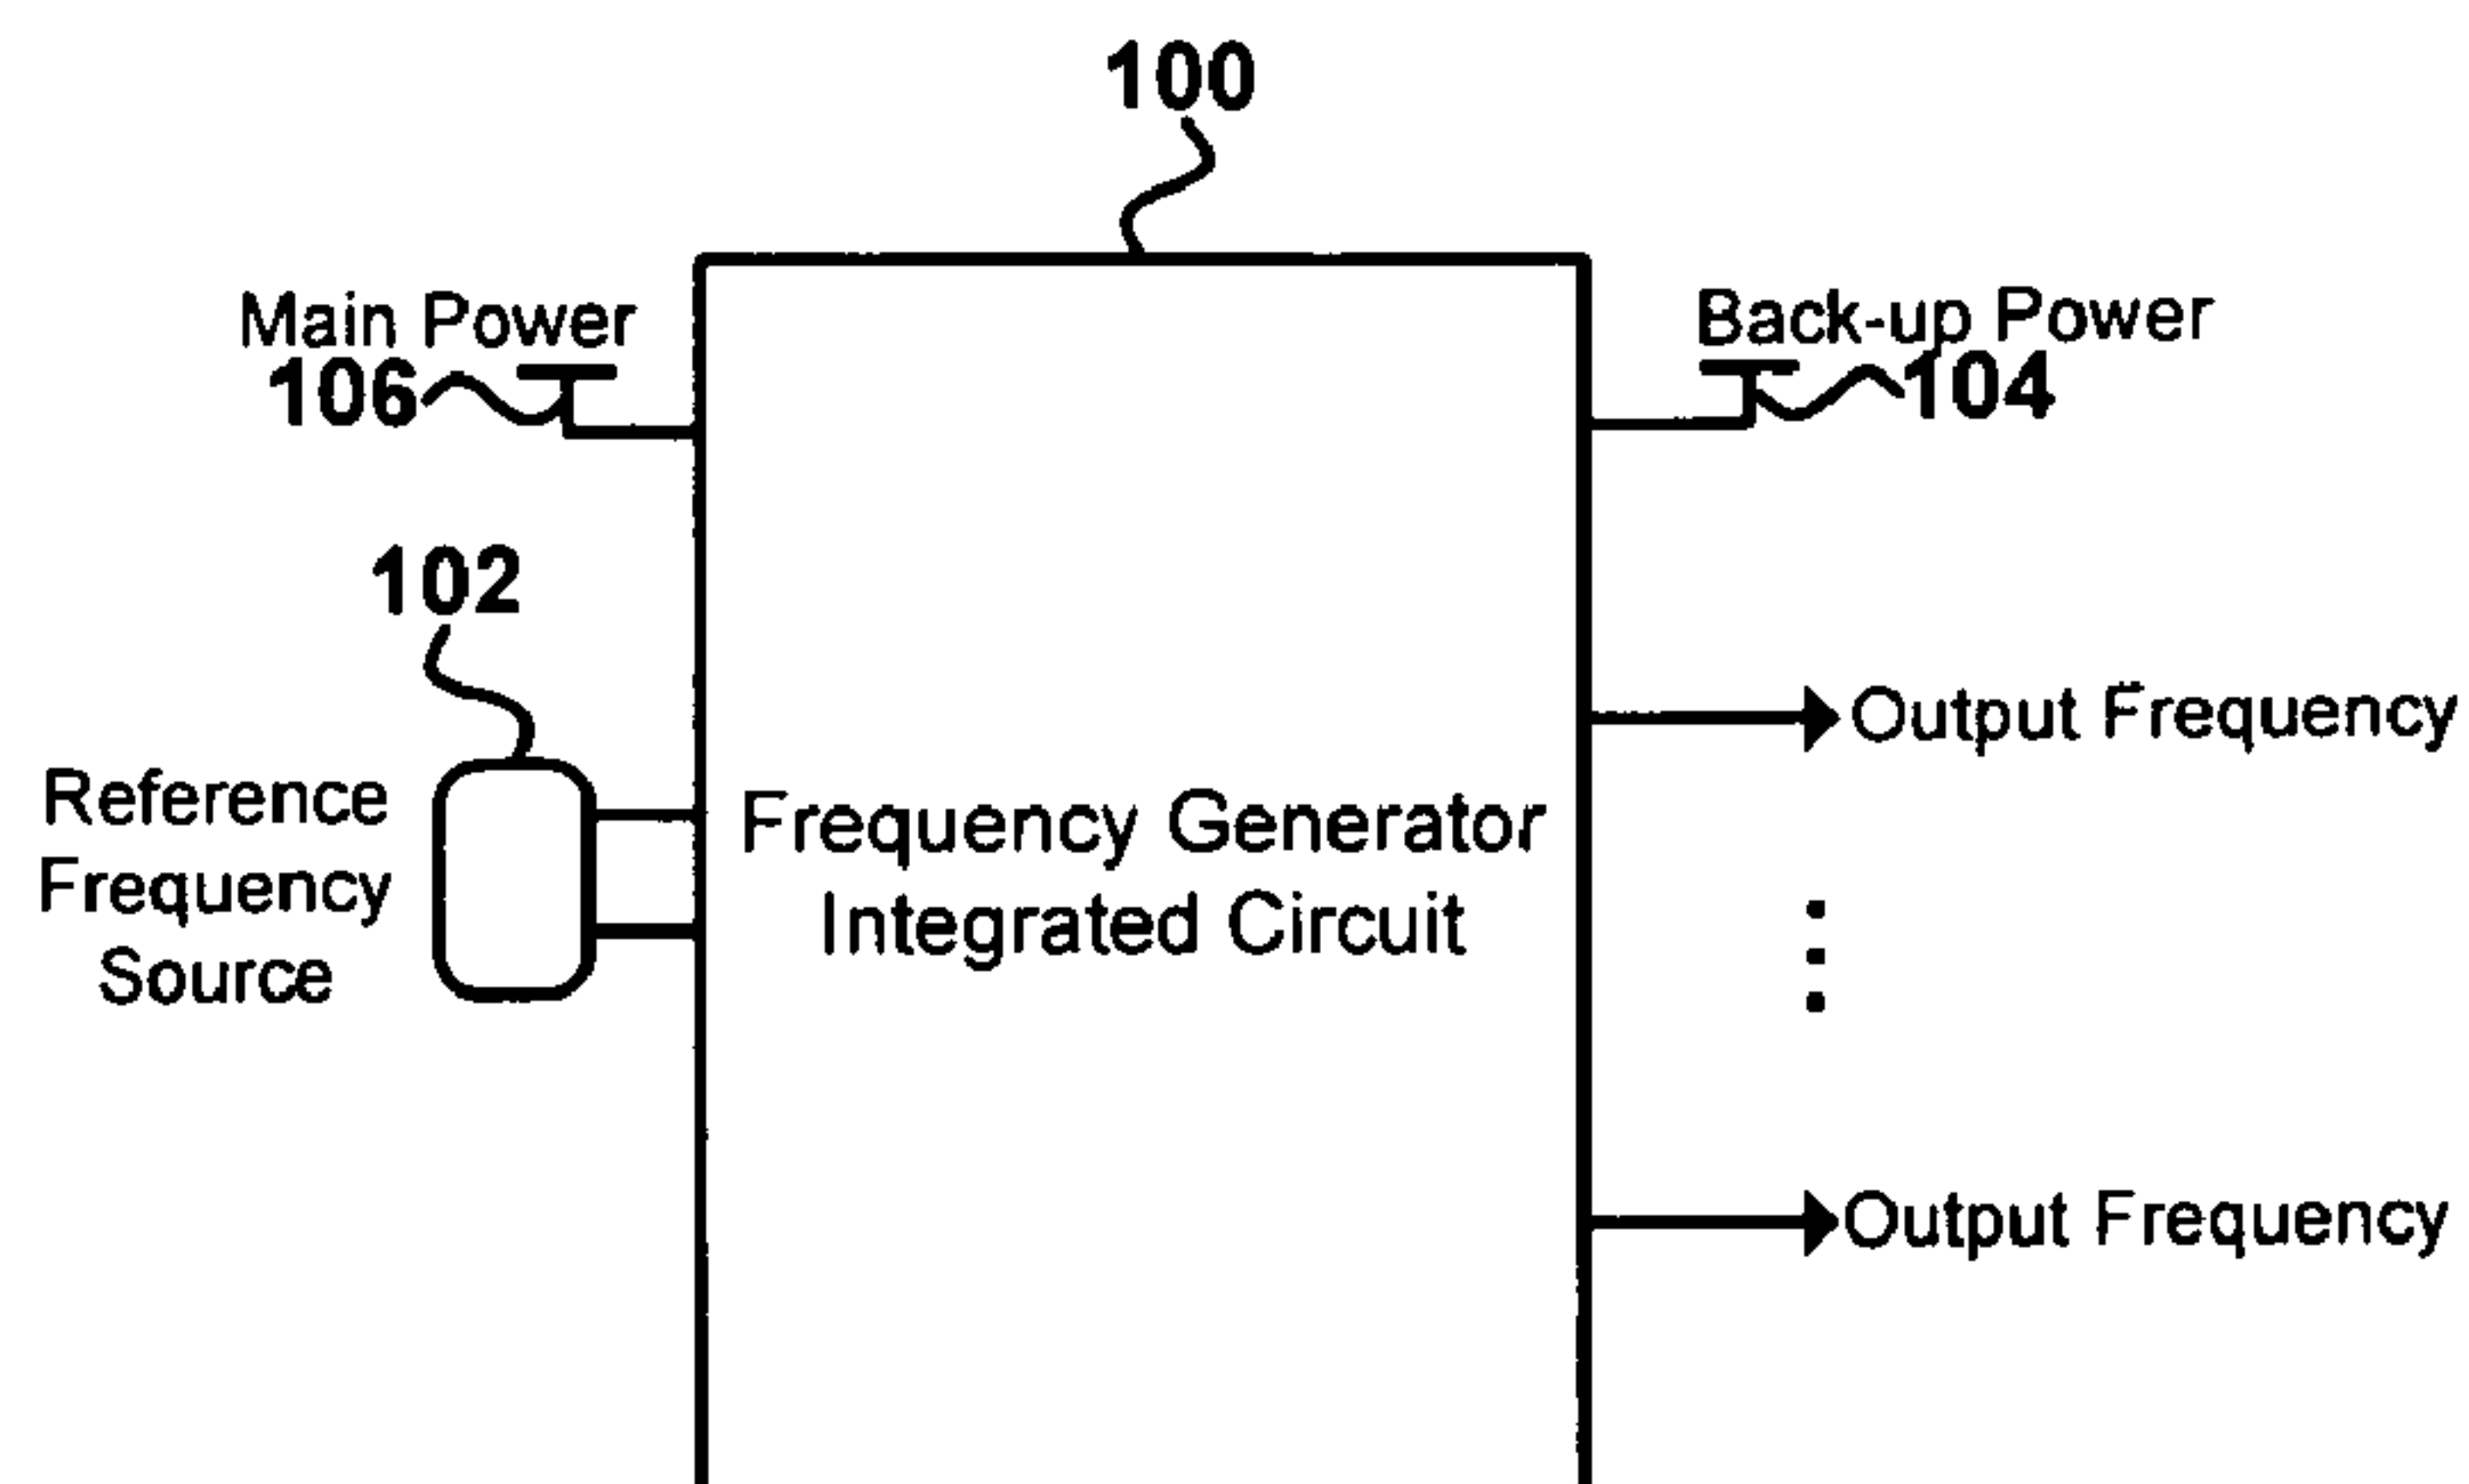 100
Main Power
106
Back-up Power
104
102
Reference
Frequency
Source
Frequency Generator
Integrated Circuit
Output Frequency
Output Frequency